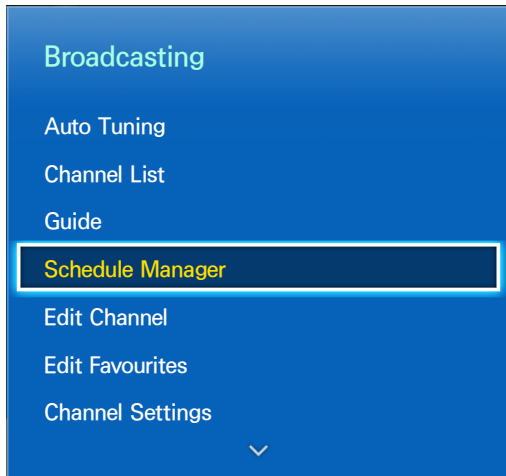 Broadcasting
Auto Tuning
Channel List
Guide
Schedule Manager
Edit Channel
Edit Favourites
Channel Settings